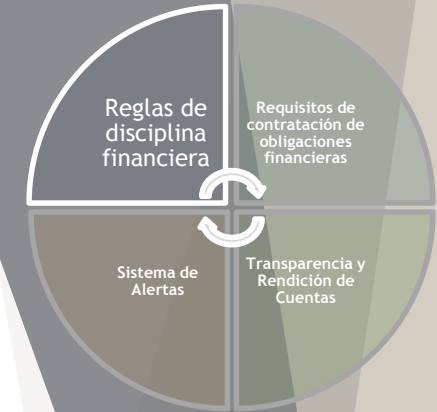 Reglas de
disciplina
financiera
Requisitos de
contratación de
obligaciones
financieras
Sistema de
Alertas
Transparencia y
Rendición de
Cuentas